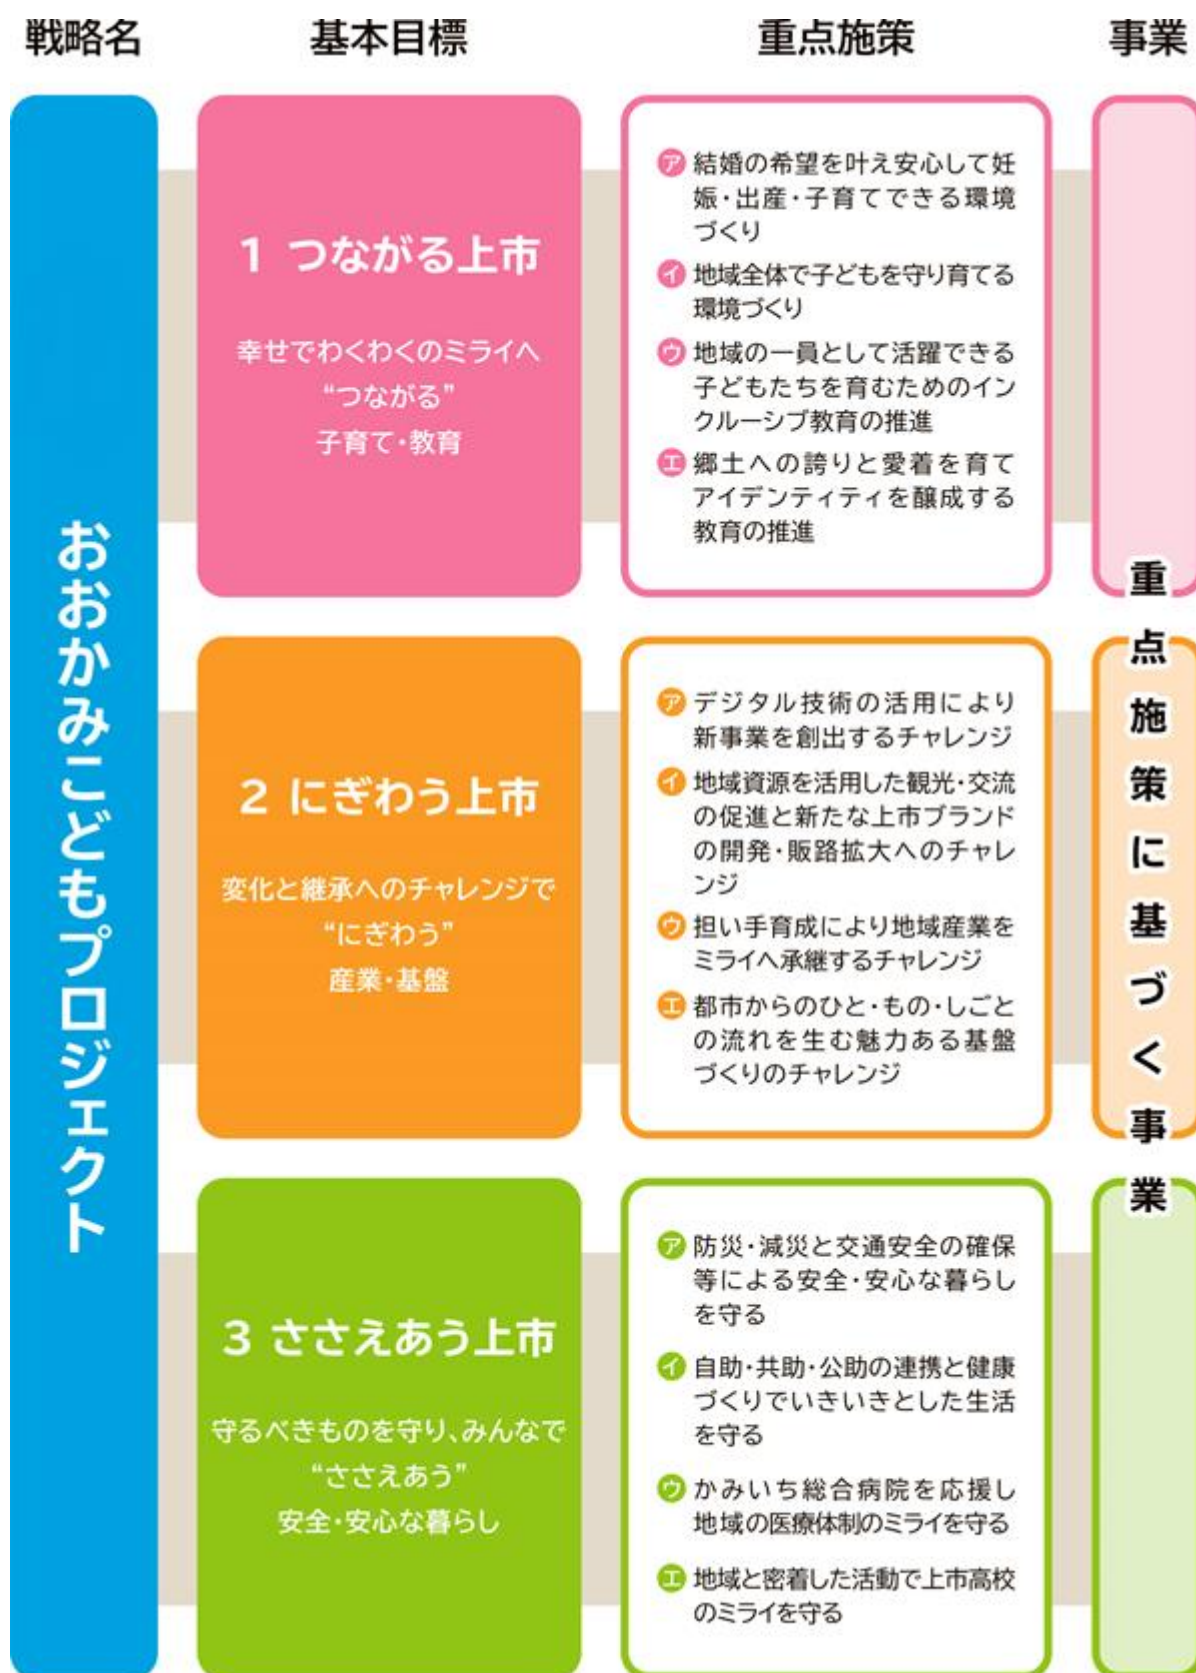 戦略名
基本目標
重点施策
事業
おおかみこどもプロジェクト
1 つながる上市
幸せでわくわくのミライへ
“つながる”
子育て・教育
ア 結婚の希望を叶え安心して妊
娠・出産・子育てできる環境
づくり
イ 地域全体で子どもを守り育てる
環境づくり
ウ 地域の一員として活躍できる
子どもたちを育むためのイン
クルーシブ教育の推進
エ 郷土への誇りと愛着を育て
アイデンティティを醸成する
教育の推進
2 にぎわう上市
変化と継承へのチャレンジで
“にぎわう”
産業・基盤
ア デジタル技術の活用により
新事業を創出するチャレンジ
イ 地域資源を活用した観光・交流
の促進と新たな上市ブランド
の開発・販路拡大へのチャレ
ンジ
ウ 担い手育成により地域産業を
ミライへ承継するチャレンジ
エ 都市からのひと・もの・しごと
の流れを生む魅力ある基盤
づくりのチャレンジ
3 ささえあう上市
守るべきものを守り、みんなで
“ささえあう”
安全・安心な暮らし
ア 防災・減災と交通安全の確保
等による安全・安心な暮らし
を守る
イ 自助・共助・公助の連携と健康
づくりでいきいきとした生活
を守る
ウ かみいち総合病院を応援し
地域の医療体制のミライを守る
エ 地域と密着した活動で上市高校
のミライを守る
重点施策に基づく事業